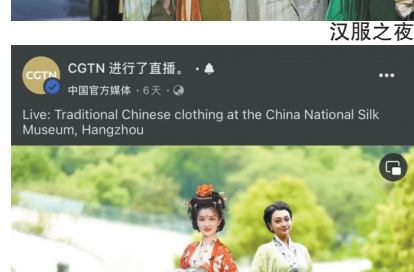 汉服之夜
CGTN
CGTN 进行了直播。 ·
中国官方媒体 · 6天 ·
Live: Traditional Chinese clothing at the China National Silk
Museum, Hangzhou